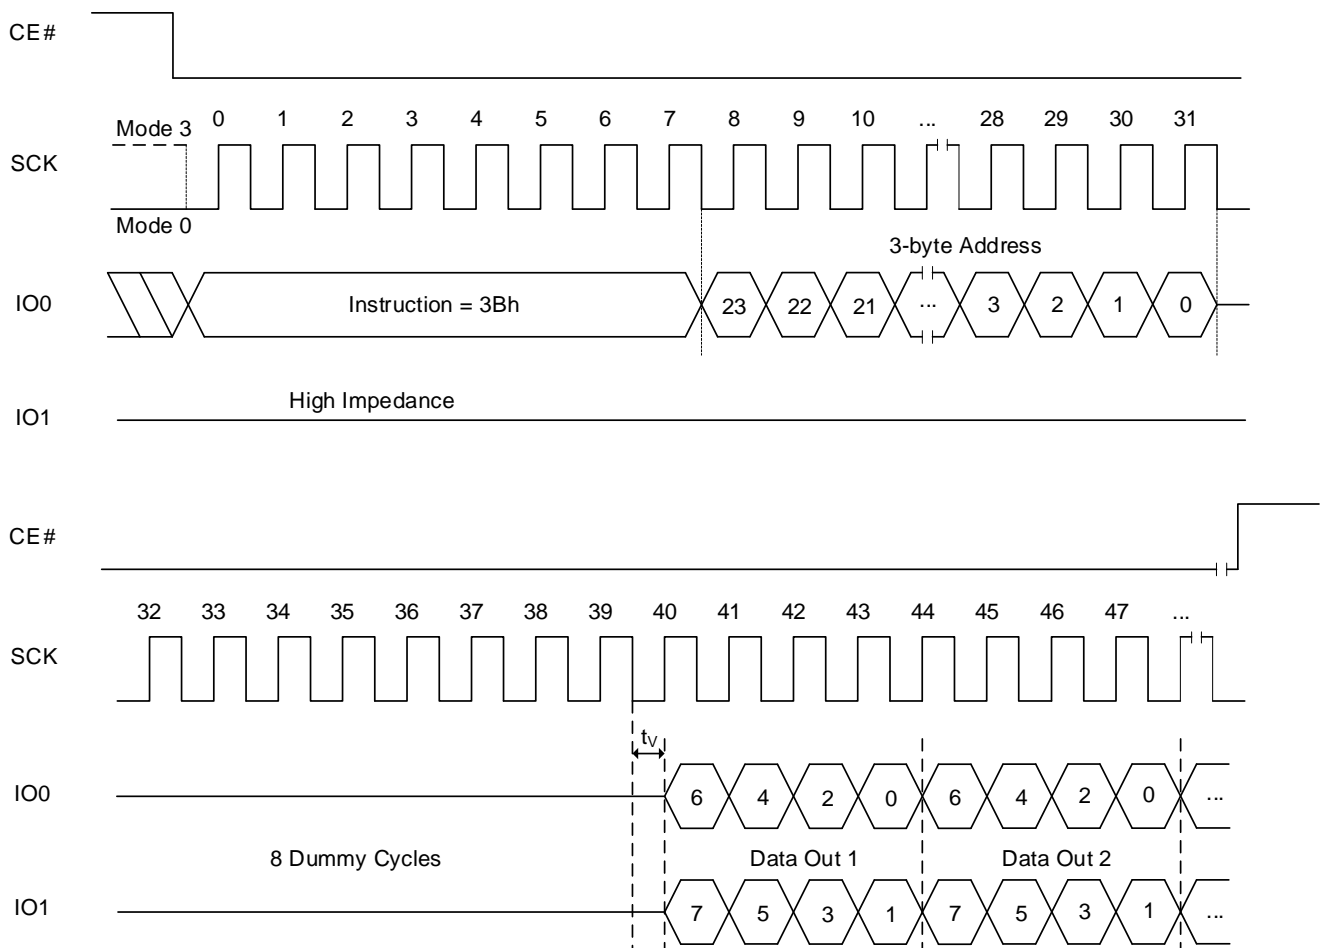 CE#
Mode 3 0 1 2 3 4 5 6 7 8 9 10 ... 28 29 30 31
SCK
Mode 0
3-byte Address
IO0 Instruction = 3Bh 23 22 21 ... 3 2 1 0
High Impedance
IO1
CE#
32 33 34 35 36 37 38 39 40 41 42 43 44 45 46 47 ...
SCK
tV
IO0 6 4 2 0 6 4 2 0 ...
8 Dummy Cycles Data Out 1 Data Out 2
IO1 7 5 3 1 7 5 3 1 ...